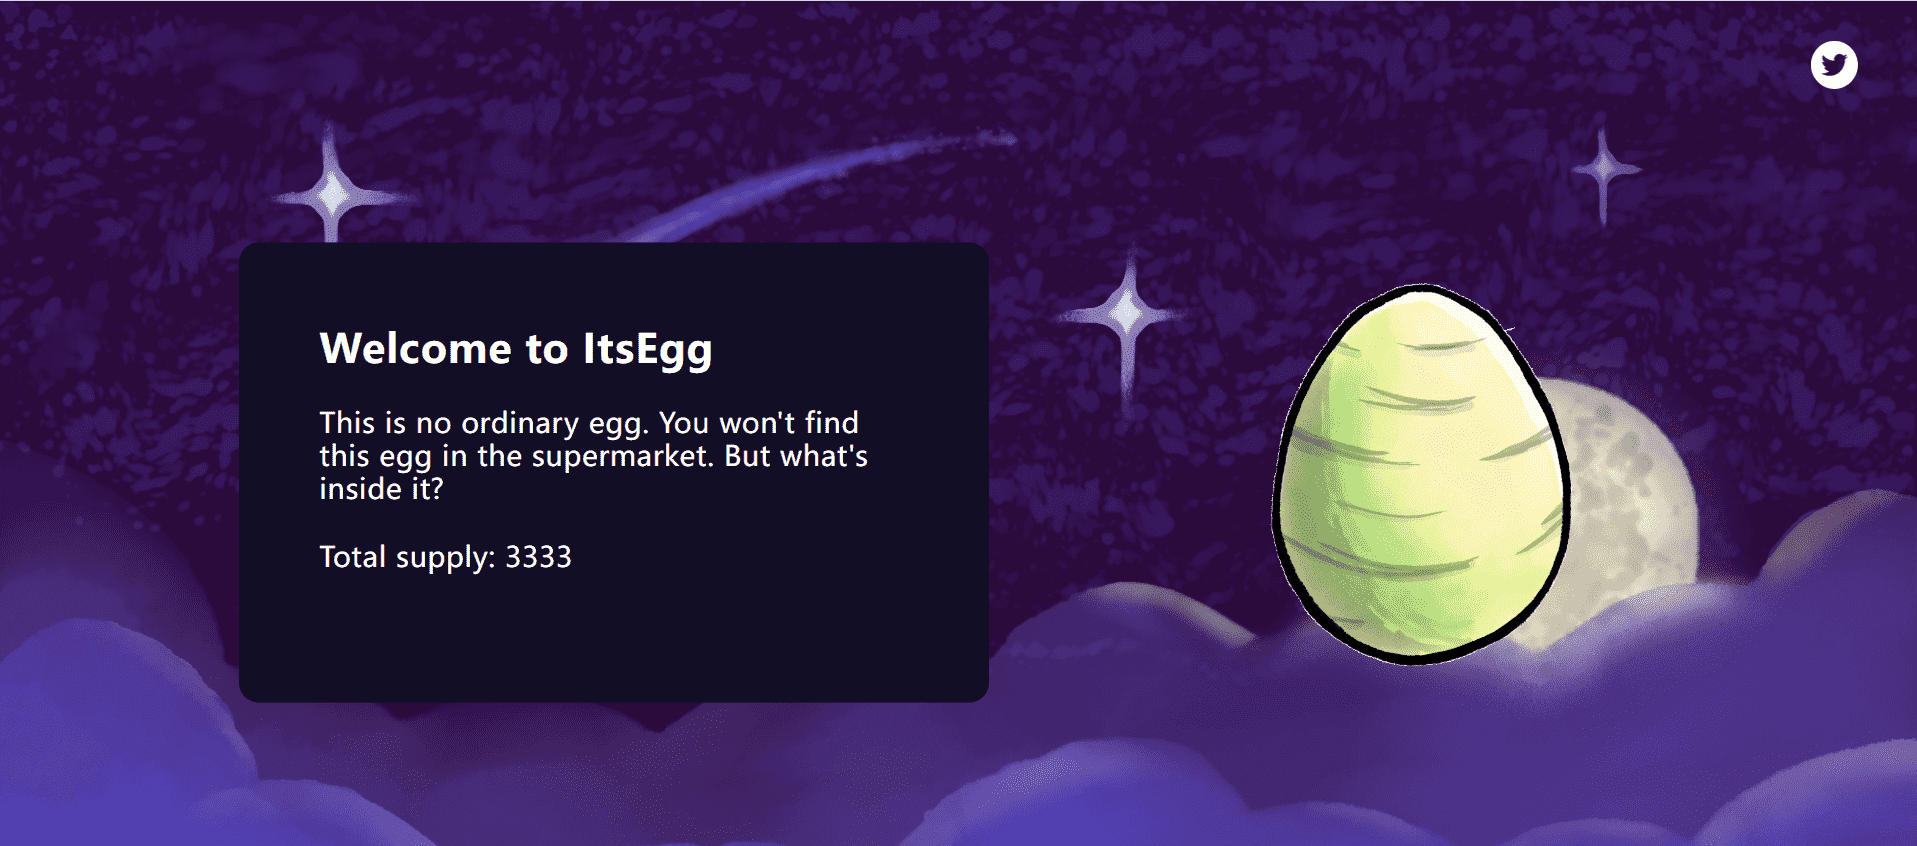 Welcome to ItsEgg
This is no ordinary egg. You won't find
this egg in the supermarket. But what's
inside it?
Total supply: 3333